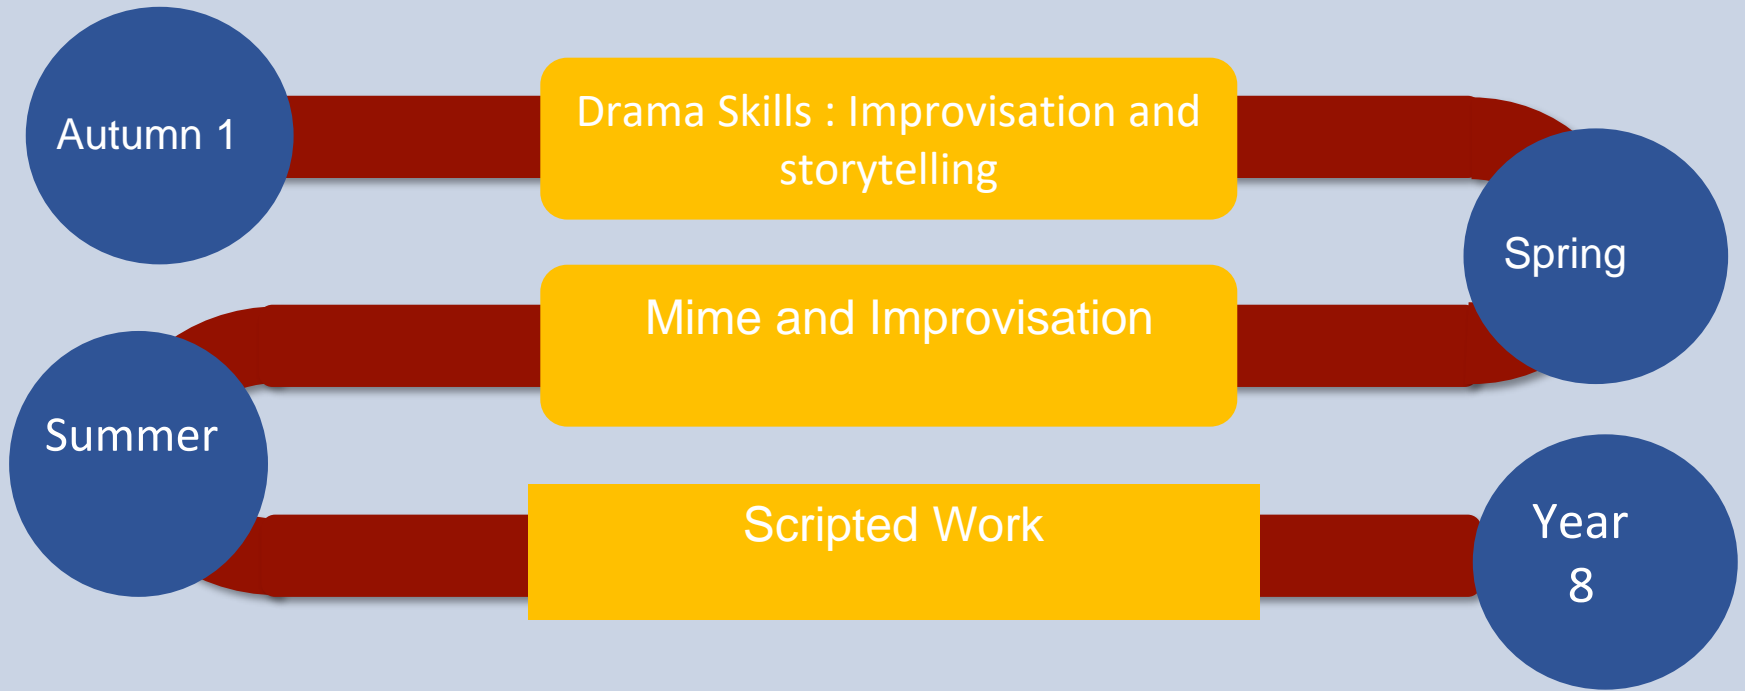 Autumn 1
Drama Skills : Improvisation and
storytelling
Spring
Mime and Improvisation
Summer
Scripted Work
Year
8